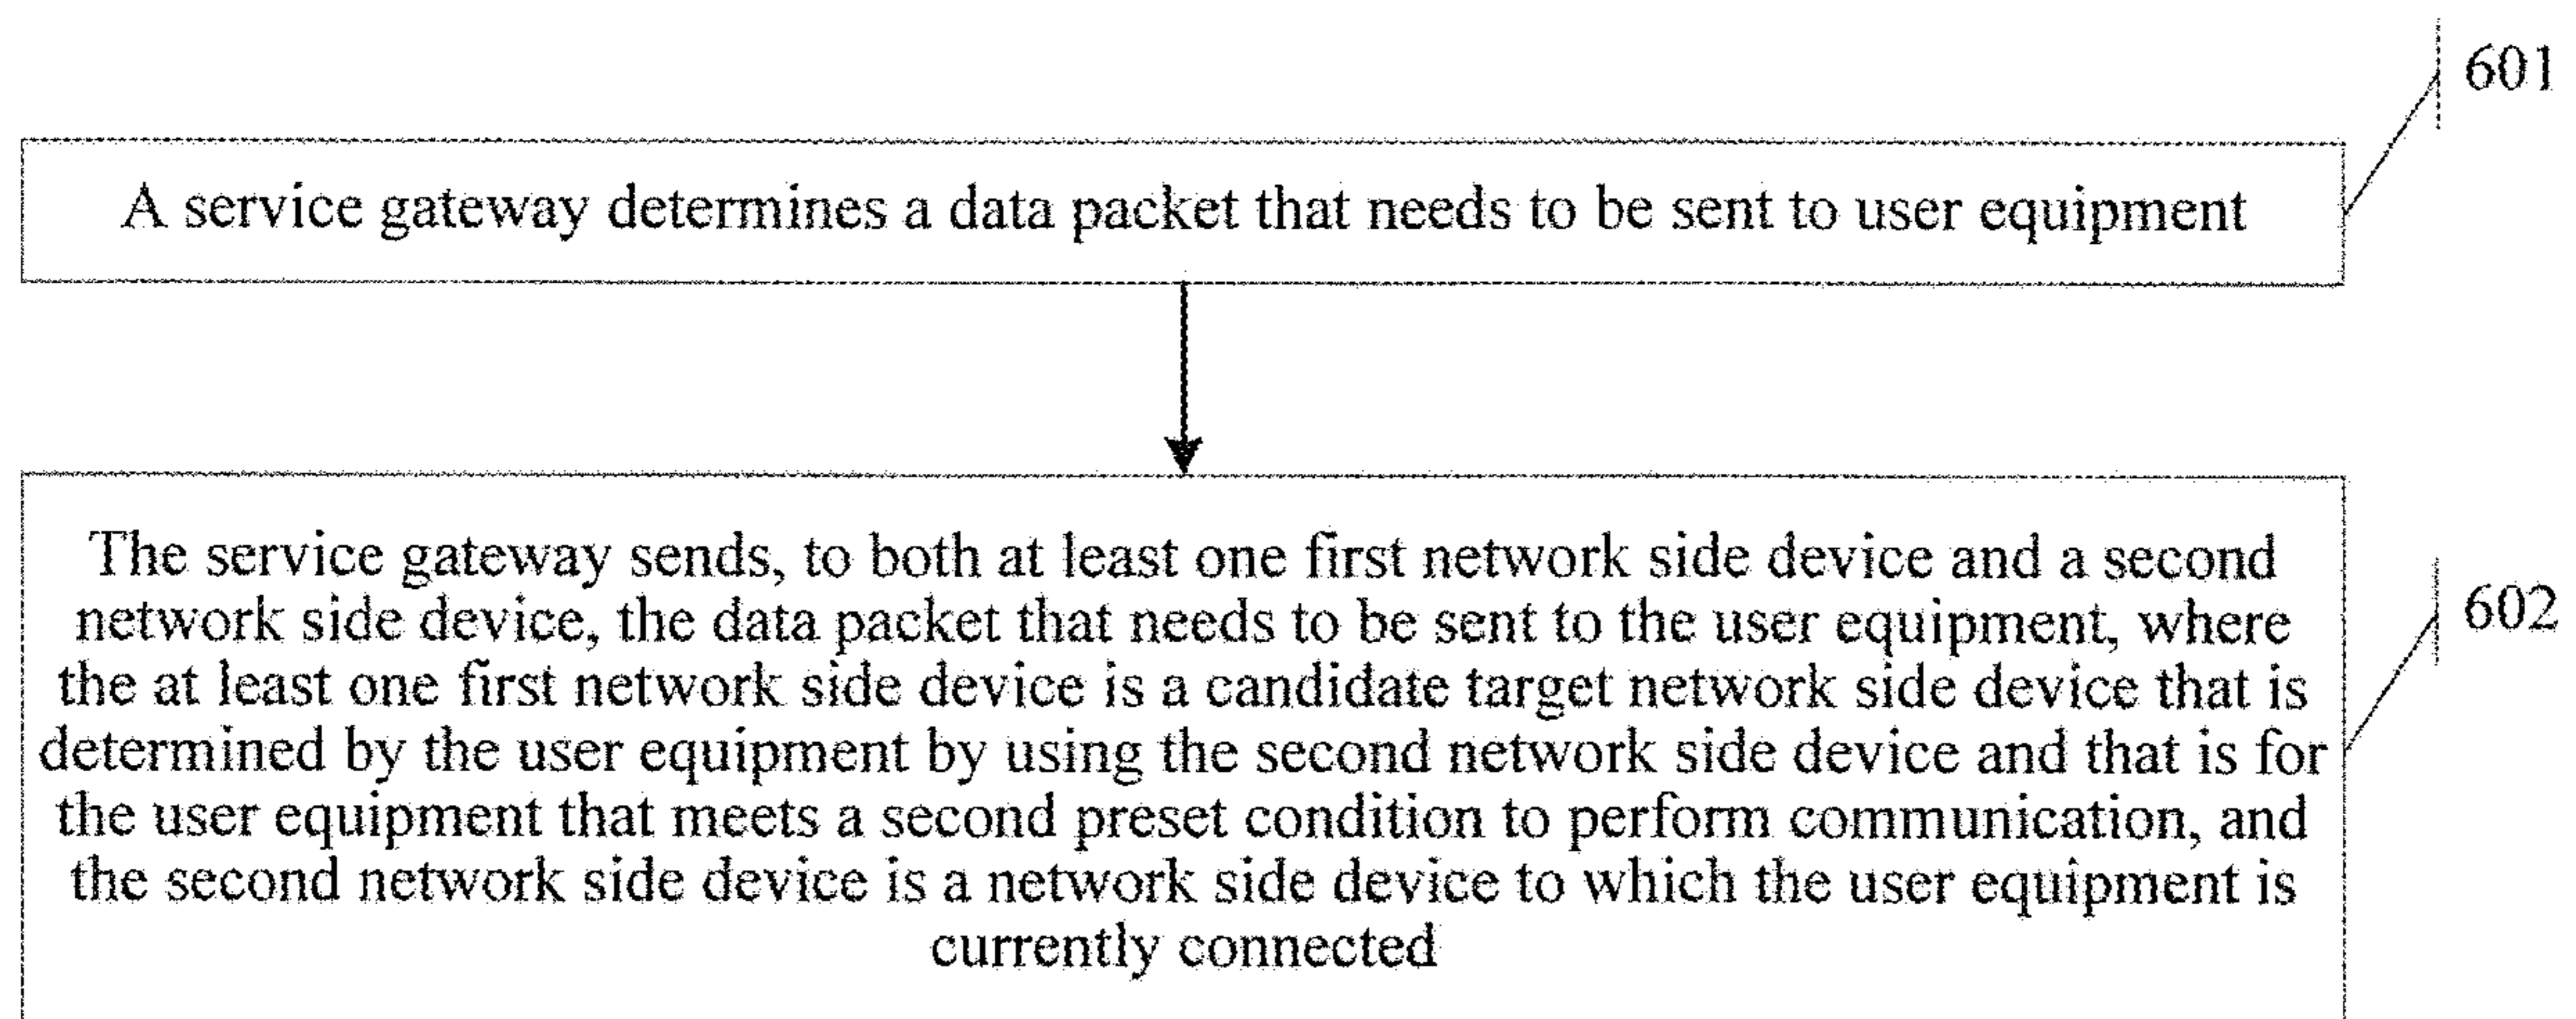 601
A service gateway determines a data packet that needs to be sent to user equipment
The service gateway sends, to both at least one first network side device and a second
network side device, the data packet that needs to be sent to the user equipment, where
the at least one first network side device is a candidate target network side device that is
determined by the user equipment by using the second network side device and that is for
the user equipment that meets a second preset condition to perform communication, and
the second network side device is a network side device to which the user equipment is
currently connected
602